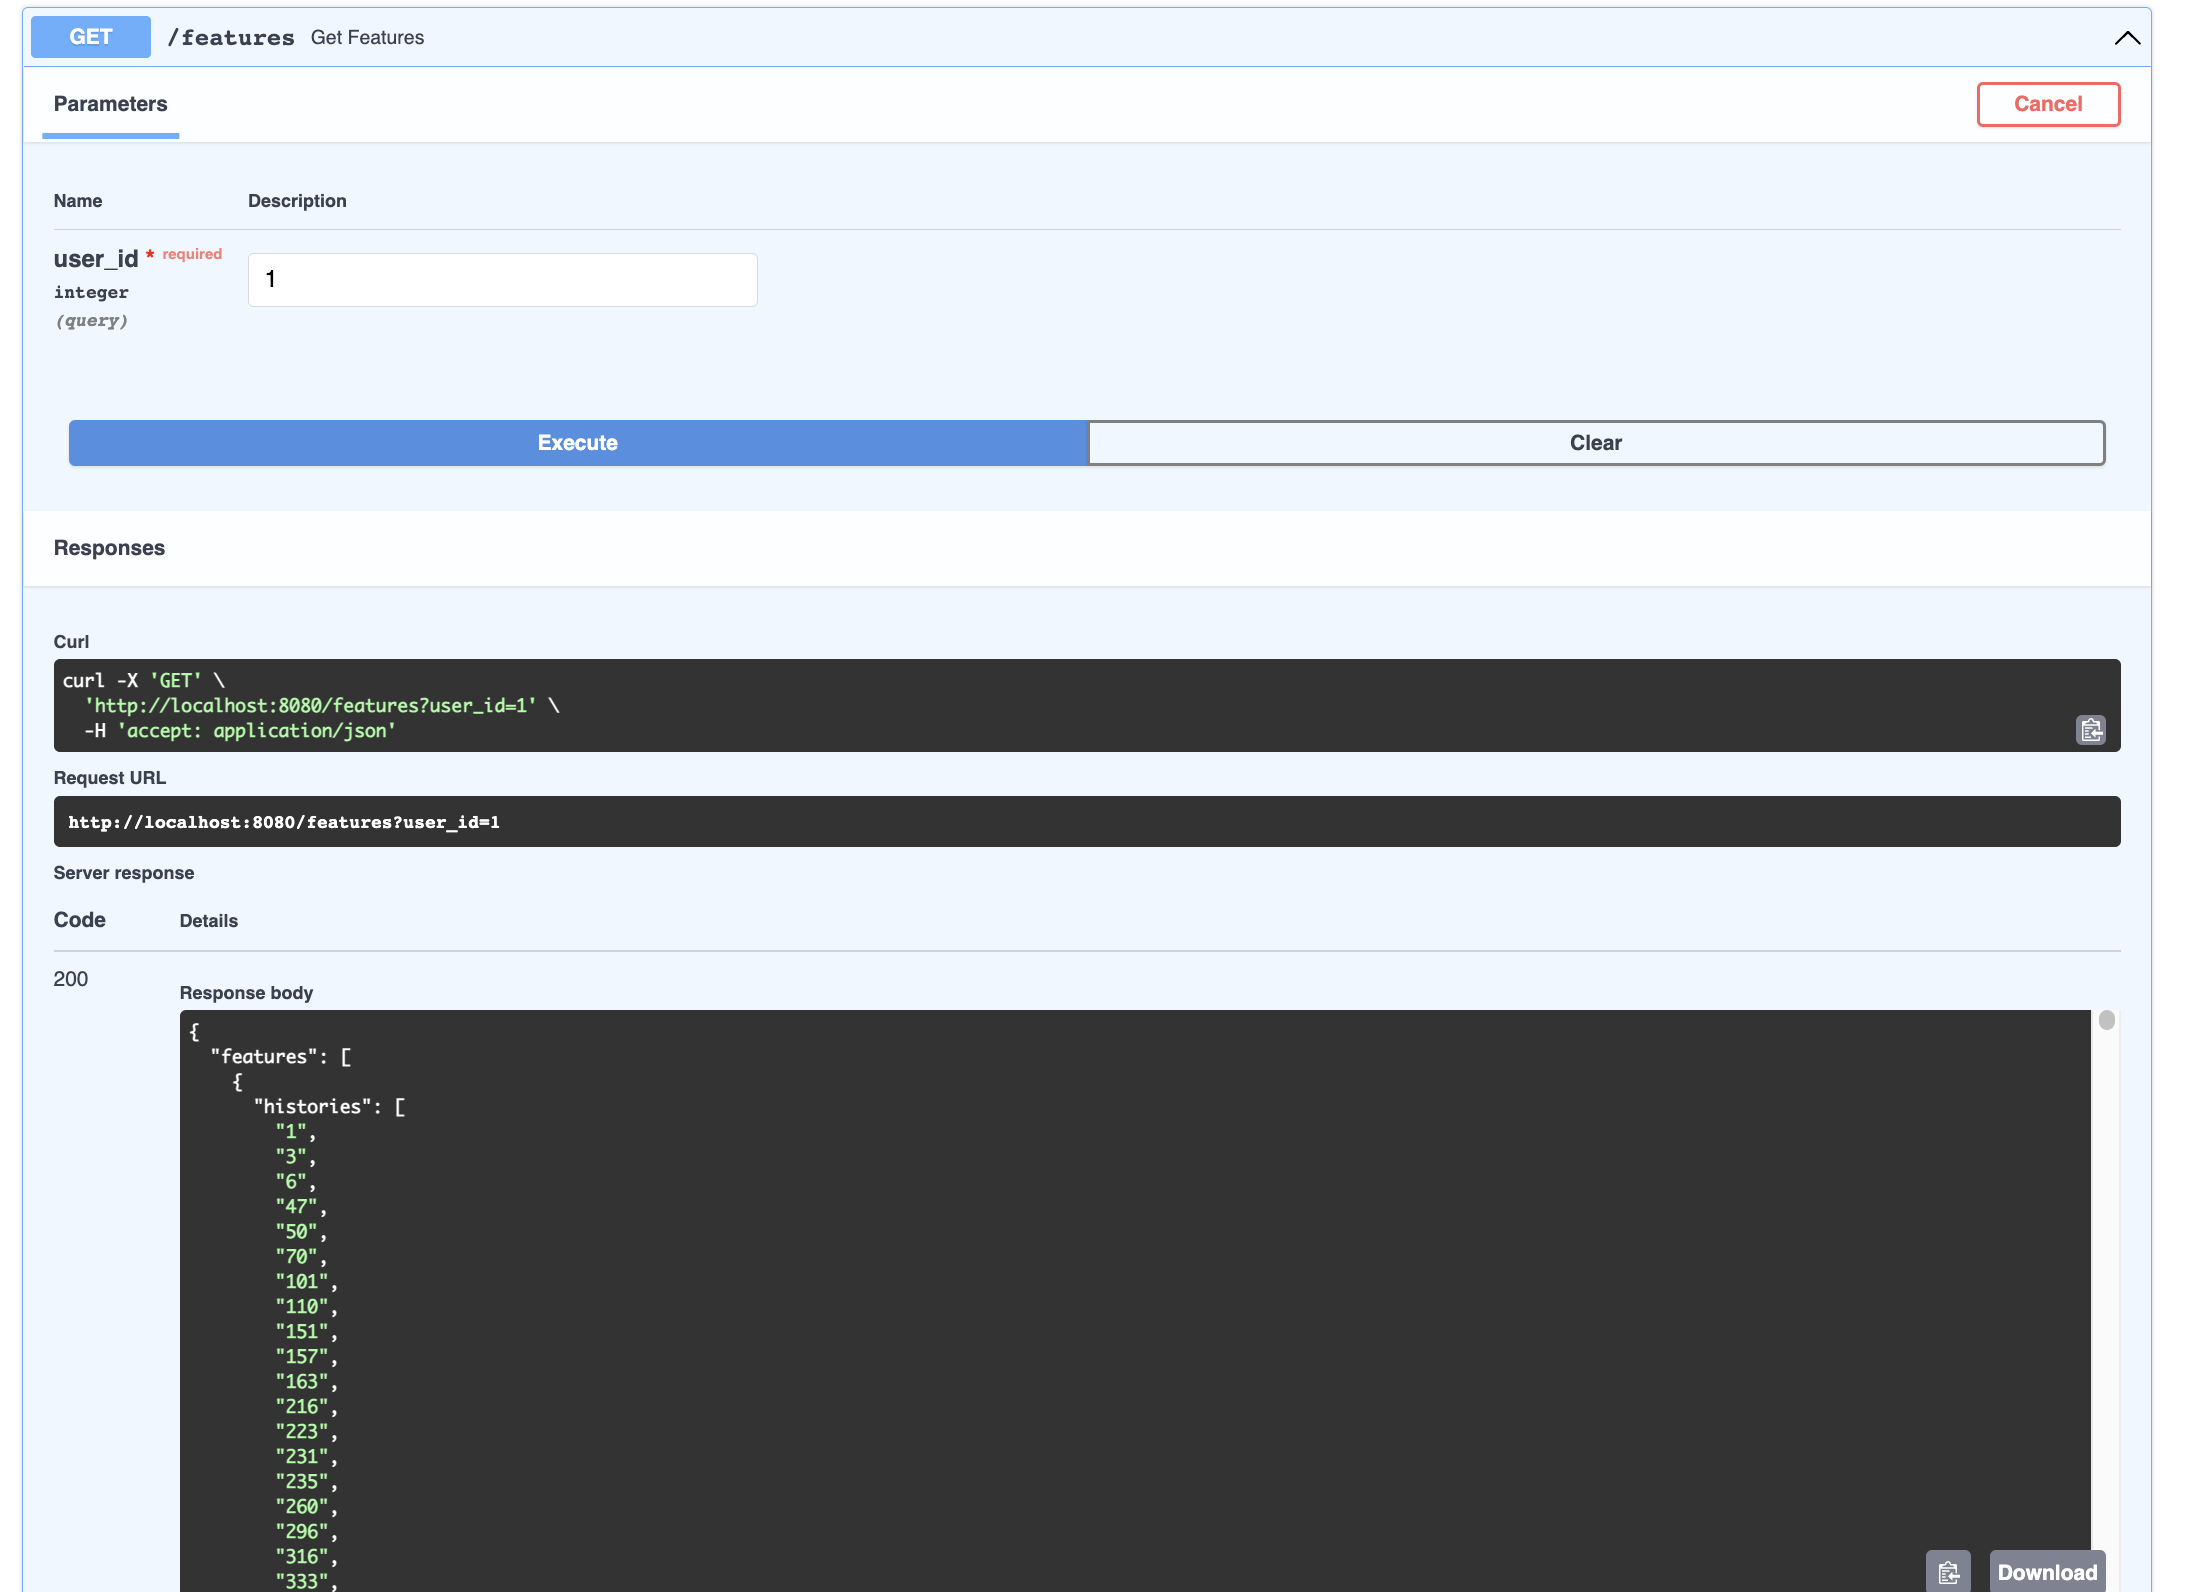 GET /features Get Features
Parameters
Cancel
Name Description
user_id * required
integer
(query)
1
Execute
Clear
Responses
Curl
curl -X 'GET' \
'http://localhost:8080/features?user_id=1' \
-H 'accept: application/json'
Request URL
http://localhost:8080/features?user_id=1
Server response
Code Details
200
Response body
{
"features": [
{
"histories": [
"1",
"3",
"6",
"47",
"50",
"70",
"101",
"110",
"151",
"157",
"163",
"216",
"223",
"231",
"235",
"260",
"296",
"316",
"333",
Download